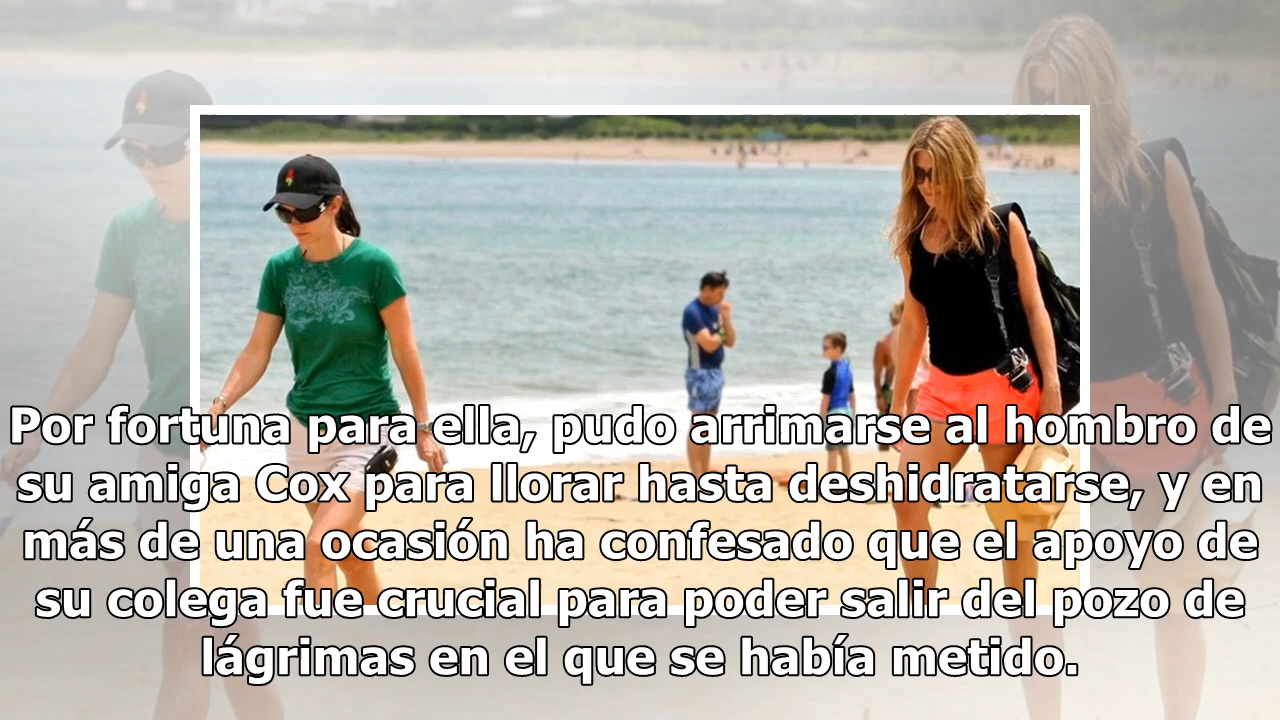 Por fortuna para ella, pudo arrimarse al hombro de
su amiga Cox para llorar hasta deshidratarse, y en
más de una ocasión ha confesado que el apoyo de
su colega fue crucial para poder salir del pozo de
lágrimas en el que se había metido.